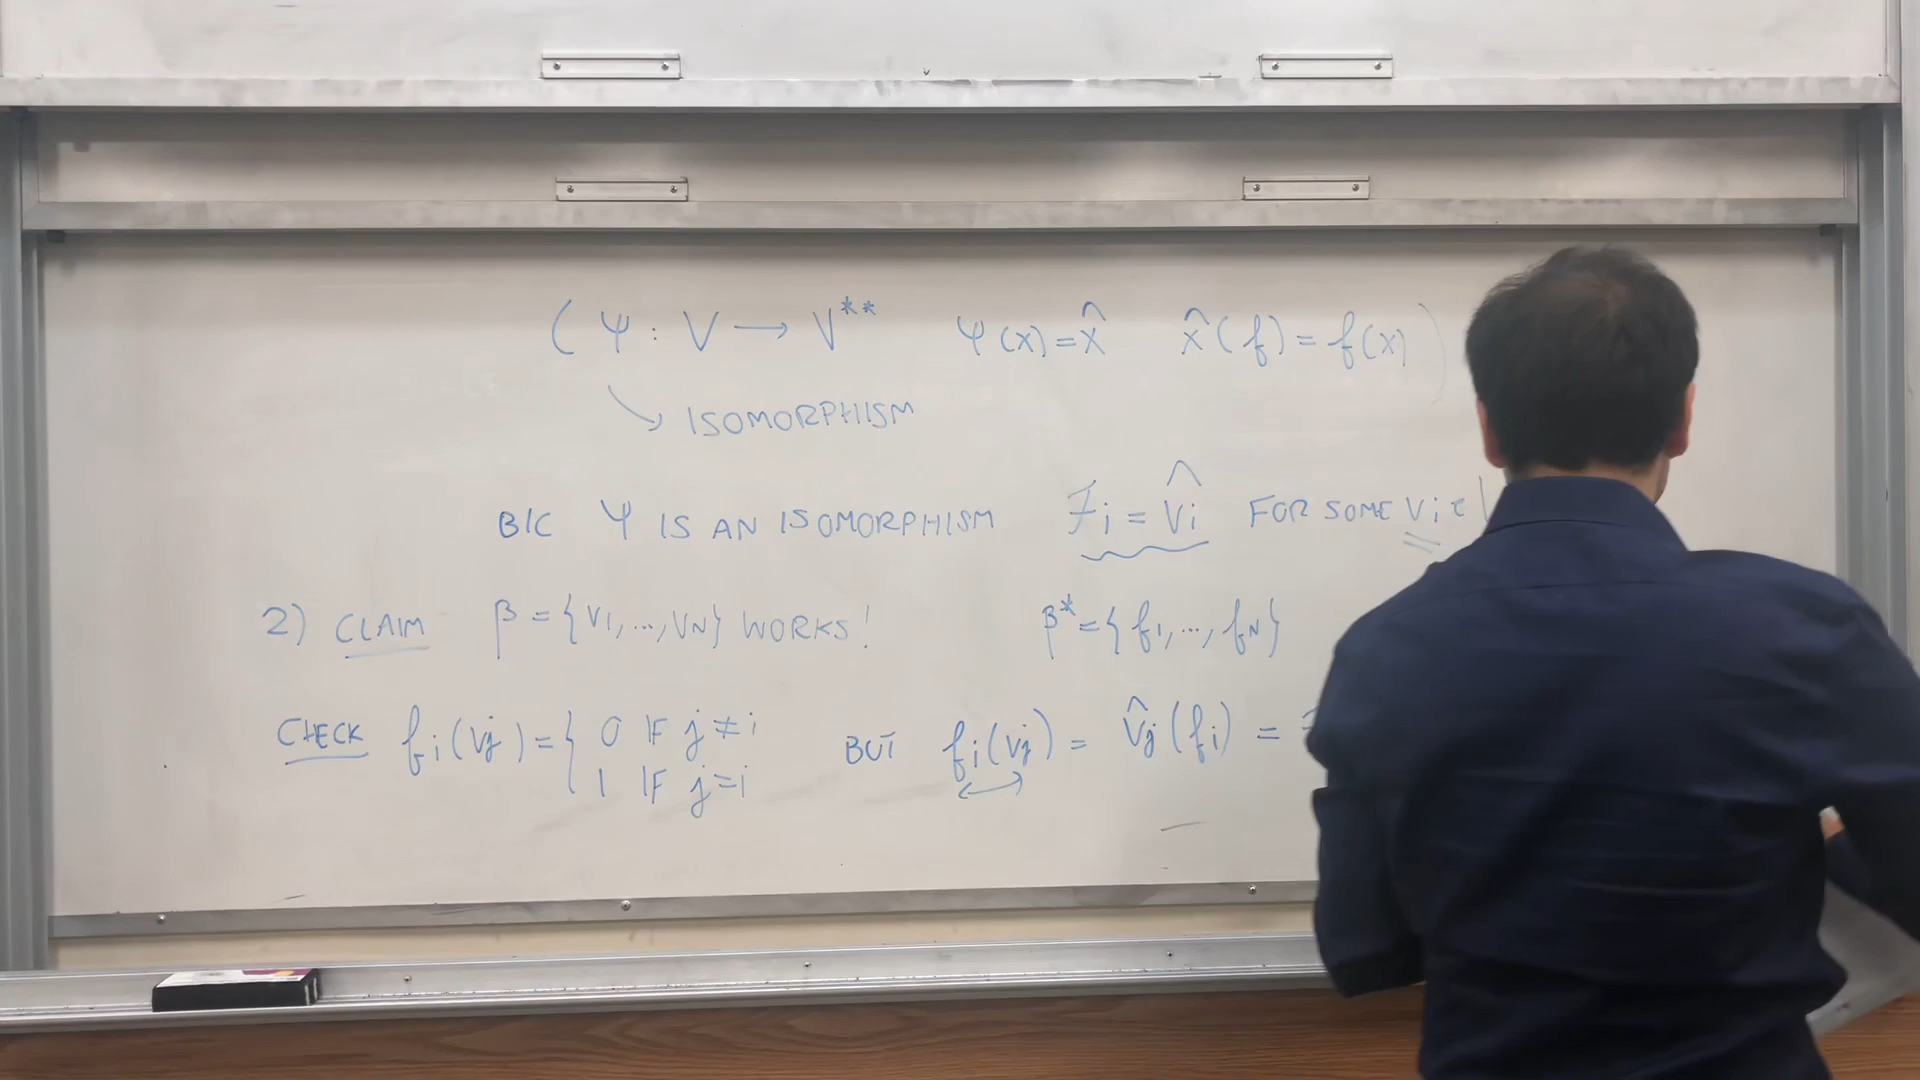 ( Ψ : V → V** Ψ(x) = x̂ x̂(f) = f(x) )
↘ ISOMORPHISM
B/C Ψ IS AN ISOMORPHISM ℱi = v̂i FOR SOME vi ∈
2) CLAIM β = {v1, ..., vN} WORKS! β* = {f1, ..., fN}
CHECK fi(vj) = { 0 IF j ≠ i BUT fi(vj) = v̂j(fi) =
1 IF j = i